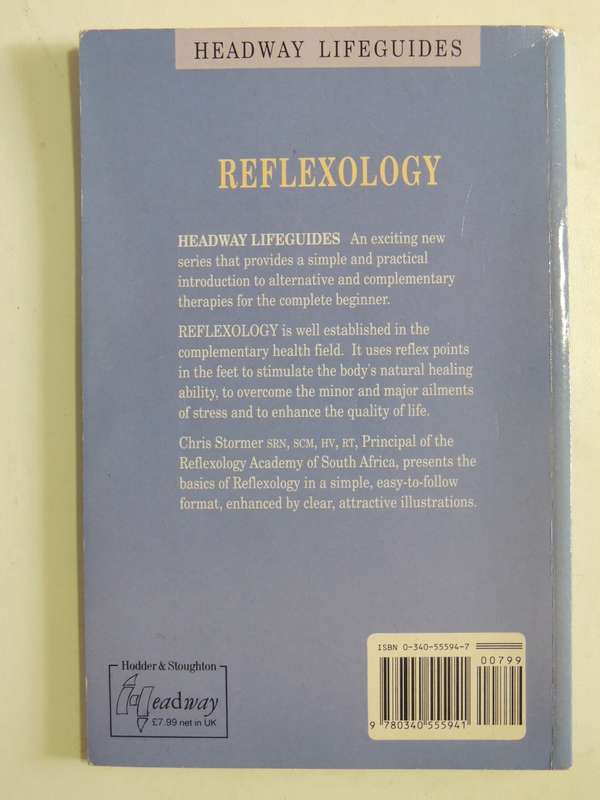 HEADWAY LIFEGUIDES
REFLEXOLOGY
HEADWAY LIFEGUIDES An exciting new
series that provides a simple and practical
introduction to alternative and complementary
therapies for the complete beginner.
REFLEXOLOGY is well established in the
complementary health field. It uses reflex points
in the feet to stimulate the body's natural healing
ability, to overcome the minor and major ailments
of stress and to enhance the quality of life.
Chris Stormer SRN, SCM, HV, RT, Principal of the
Reflexology Academy of South Africa, presents the
basics of Reflexology in a simple, easy-to-follow
format, enhanced by clear, attractive illustrations.
Hodder & Stoughton
Headway
£7.99 net in UK
ISBN 0-340-55594-7
00799
9 780340 555941